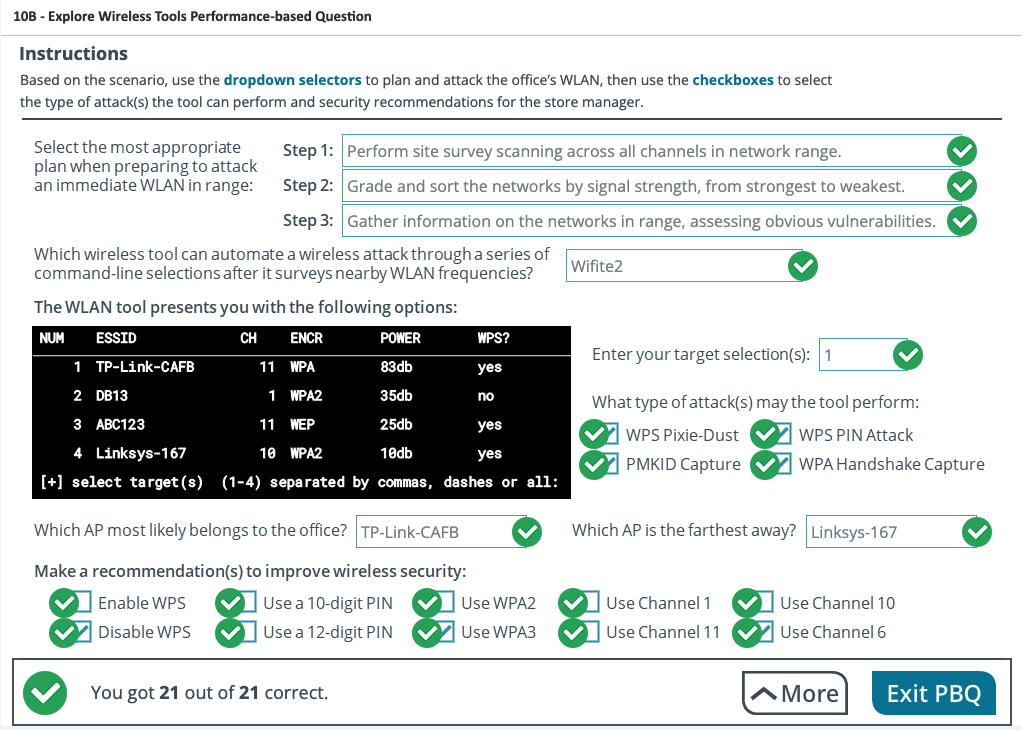 10B - Explore Wireless Tools Performance-based Question
Instructions
Based on the scenario, use the dropdown selectors to plan and attack the office's WLAN, then use the checkboxes to select
the type of attack(s) the tool can perform and security recommendations for the store manager.
Select the most appropriate
plan when preparing to attack
an immediate WLAN in range:
Step 1: Perform site survey scanning across all channels in network range.
Step 2: Grade and sort the networks by signal strength, from strongest to weakest.
Step 3: Gather information on the networks in range, assessing obvious vulnerabilities.
Which wireless tool can automate a wireless attack through a series of
command-line selections after it surveys nearby WLAN frequencies?
Wifite2
The WLAN tool presents you with the following options:
NUM ESSID CH ENCR POWER WPS?
1 TP-Link-CAFB 11 WPA 83db yes
2 DB13 1 WPA2 35db no
3 ABC123 11 WEP 25db yes
4 Linksys-167 10 WPA2 10db yes
[+] select target(s) (1-4) separated by commas, dashes or all:
Enter your target selection(s): 1
What type of attack(s) may the tool perform:
WPS Pixie-Dust WPS PIN Attack
PMKID Capture WPA Handshake Capture
Which AP most likely belongs to the office? TP-Link-CAFB Which AP is the farthest away? Linksys-167
Make a recommendation(s) to improve wireless security:
Enable WPS Use a 10-digit PIN Use WPA2 Use Channel 1 Use Channel 10
Disable WPS Use a 12-digit PIN Use WPA3 Use Channel 11 Use Channel 6
You got 21 out of 21 correct. More Exit PBQ